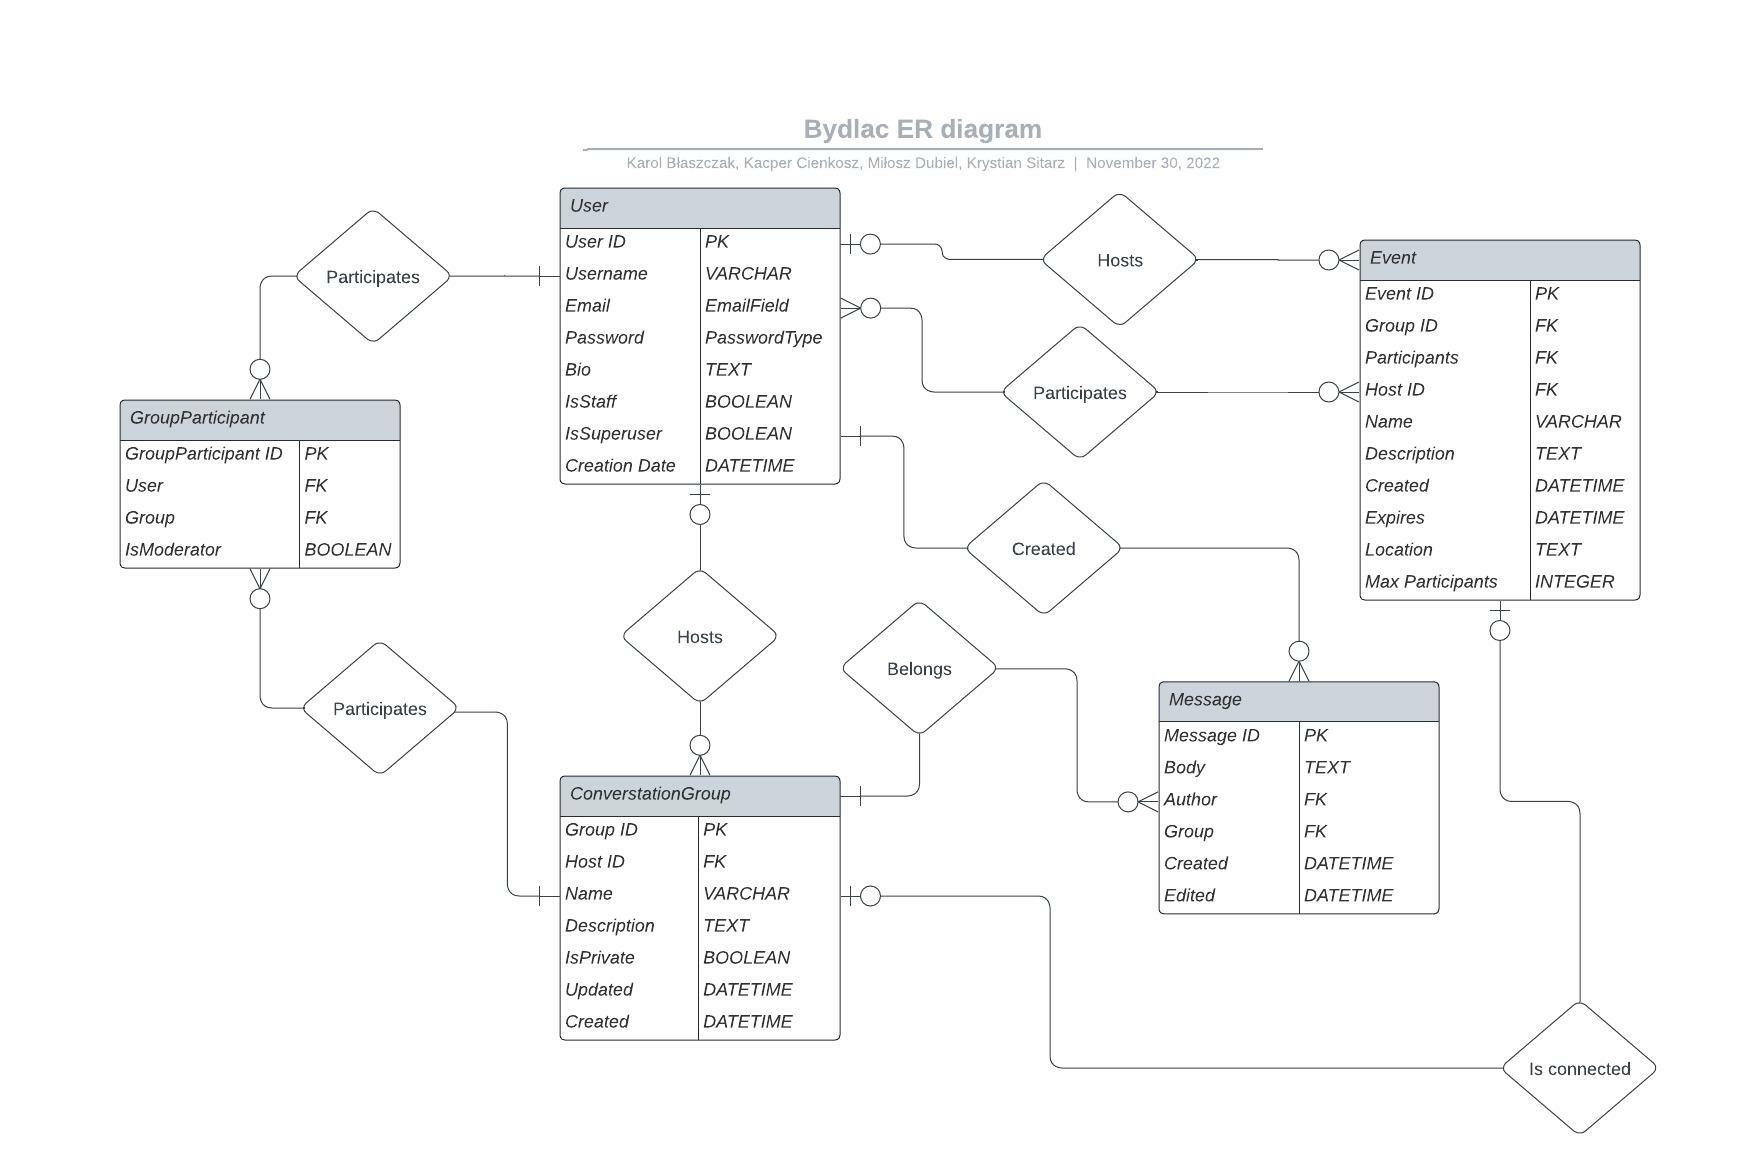 Bydlac ER diagram
Karol Błaszczak, Kacper Cienkosz, Miłosz Dubiel, Krystian Sitarz | November 30, 2022
User
User ID PK
Username VARCHAR
Email EmailField
Password PasswordType
Bio TEXT
IsStaff BOOLEAN
IsSuperuser BOOLEAN
Creation Date DATETIME
Participates
Hosts
Participates
Created
Event
Event ID PK
Group ID FK
Participants FK
Host ID FK
Name VARCHAR
Description TEXT
Created DATETIME
Expires DATETIME
Location TEXT
Max Participants INTEGER
GroupParticipant
GroupParticipant ID PK
User FK
Group FK
IsModerator BOOLEAN
Participates
Hosts
Belongs
Message
Message ID PK
Body TEXT
Author FK
Group FK
Created DATETIME
Edited DATETIME
ConverstationGroup
Group ID PK
Host ID FK
Name VARCHAR
Description TEXT
IsPrivate BOOLEAN
Updated DATETIME
Created DATETIME
Is connected